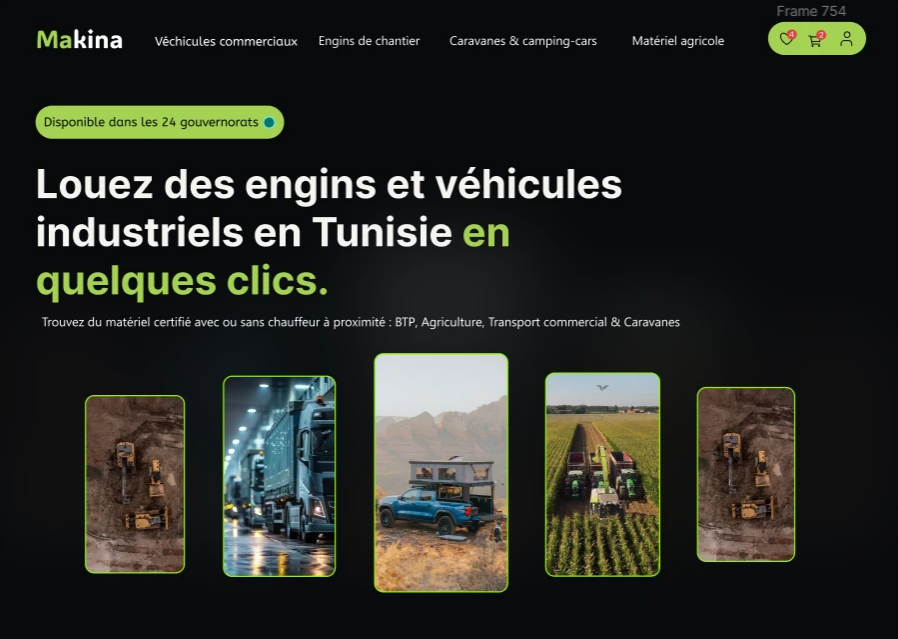 Frame 754
Makina
Véchicules commerciaux
Engins de chantier
Caravanes & camping-cars
Matériel agricole
4
2
Disponible dans les 24 gouvernorats
Louez des engins et véhicules
industriels en Tunisie en
quelques clics.
Trouvez du matériel certifié avec ou sans chauffeur à proximité : BTP, Agriculture, Transport commercial & Caravanes